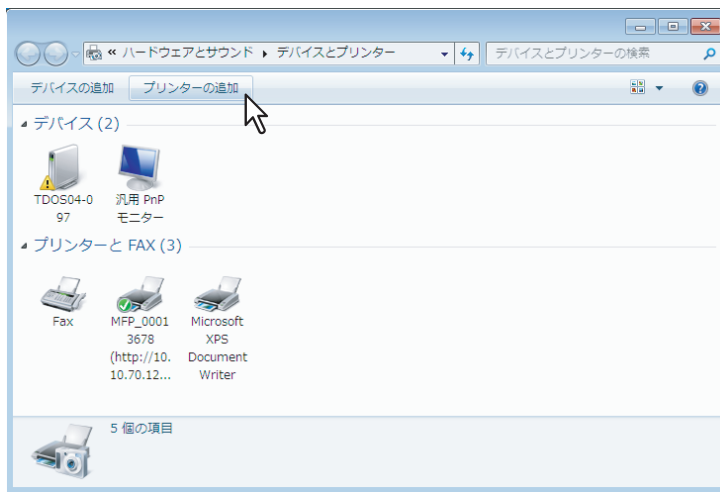 « ハードウェアとサウンド ▸ デバイスとプリンター
デバイスとプリンターの検索
デバイスの追加 プリンターの追加
デバイス (2)
TDOS04-0
97
汎用 PnP
モニター
プリンターと FAX (3)
Fax
MFP_0001
3678
(http://10.
10.70.12...
Microsoft
XPS
Document
Writer
5 個の項目